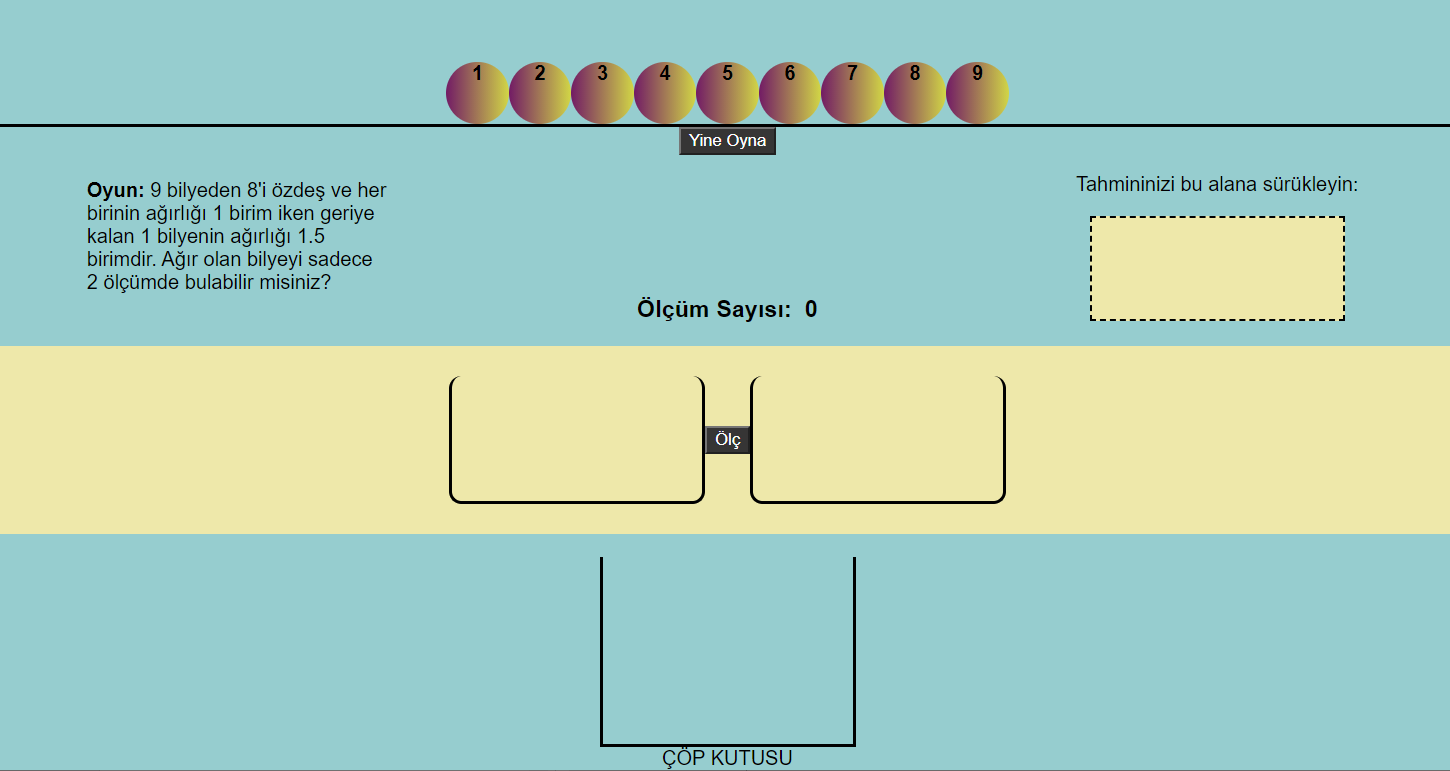 1 2 3 4 5 6 7 8 9
Yine Oyna
Oyun: 9 bilyeden 8'i özdeş ve her
birinin ağırlığı 1 birim iken geriye
kalan 1 bilyenin ağırlığı 1.5
birimdir. Ağır olan bilyeyi sadece
2 ölçümde bulabilir misiniz?
Tahmininizi bu alana sürükleyin:
Ölçüm Sayısı: 0
Ölç
ÇÖP KUTUSU